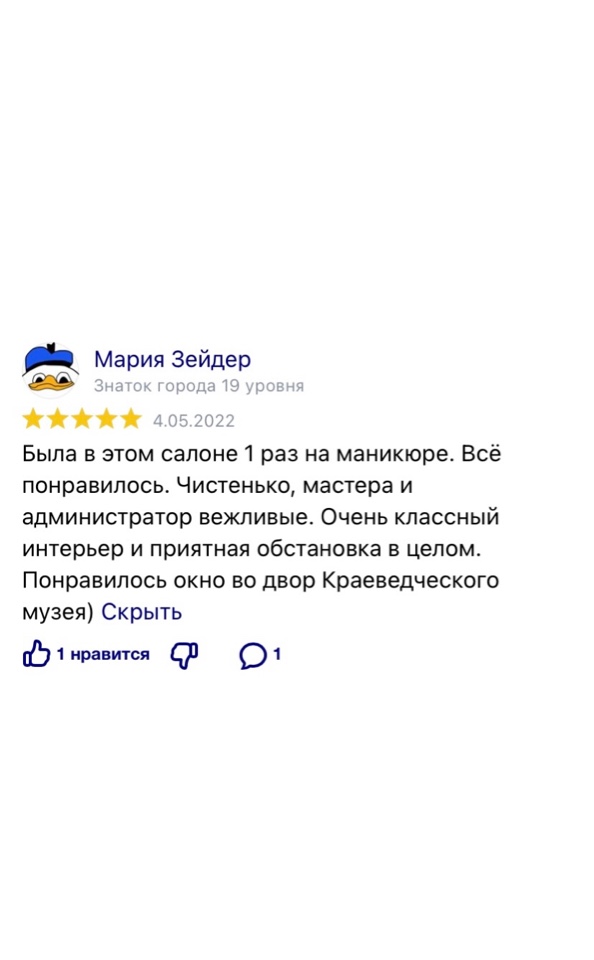 Мария Зейдер
Знаток города 19 уровня
4.05.2022
Была в этом салоне 1 раз на маникюре. Всё
понравилось. Чистенько, мастера и
администратор вежливые. Очень классный
интерьер и приятная обстановка в целом.
Понравилось окно во двор Краеведческого
музея) Скрыть
1 нравится 1